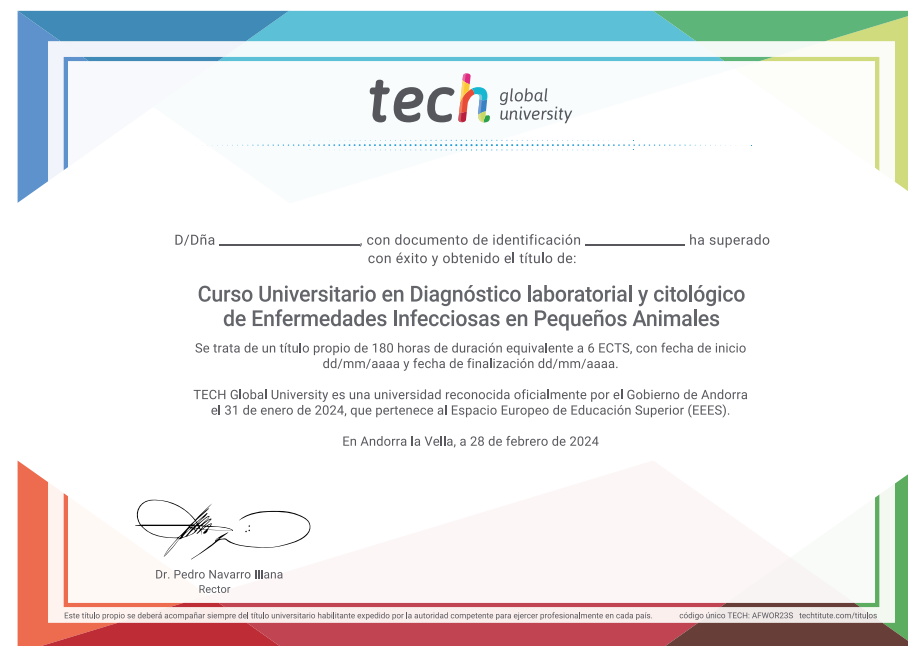 tech global university
D/Dña ____________________, con documento de identificación ______________ ha superado
con éxito y obtenido el título de:
Curso Universitario en Diagnóstico laboratorial y citológico
de Enfermedades Infecciosas en Pequeños Animales
Se trata de un título propio de 180 horas de duración equivalente a 6 ECTS, con fecha de inicio
dd/mm/aaaa y fecha de finalización dd/mm/aaaa.
TECH Global University es una universidad reconocida oficialmente por el Gobierno de Andorra
el 31 de enero de 2024, que pertenece al Espacio Europeo de Educación Superior (EEES).
En Andorra la Vella, a 28 de febrero de 2024
Dr. Pedro Navarro Illana
Rector
Este título propio se deberá acompañar siempre del título universitario habilitante expedido por la autoridad competente para ejercer profesionalmente en cada país. código único TECH: AFWOR23S techtitute.com/titulos